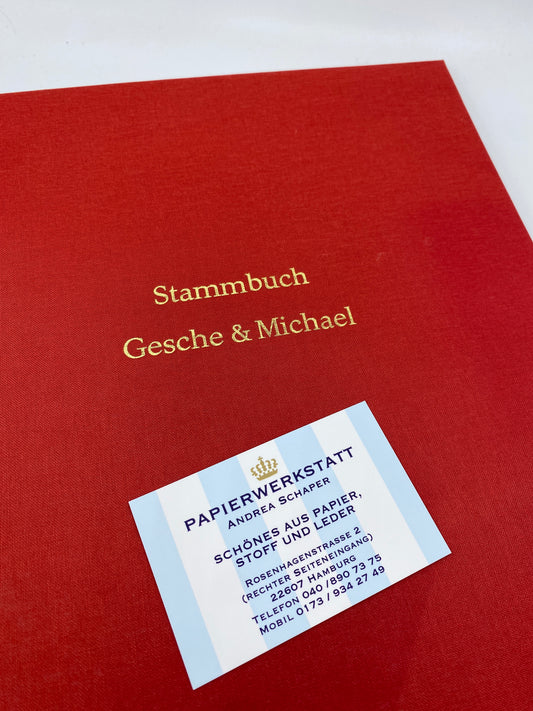 Stammbuch
Gesche & Michael
PAPIERWERKSTATT
ANDREA SCHAPER
SCHÖNES AUS PAPIER,
STOFF UND LEDER
ROSENHAGENSTRASSE 2
(RECHTER SEITENEINGANG)
22607 HAMBURG
TELEFON 040 / 890 73 75
MOBIL 0173 / 934 27 49